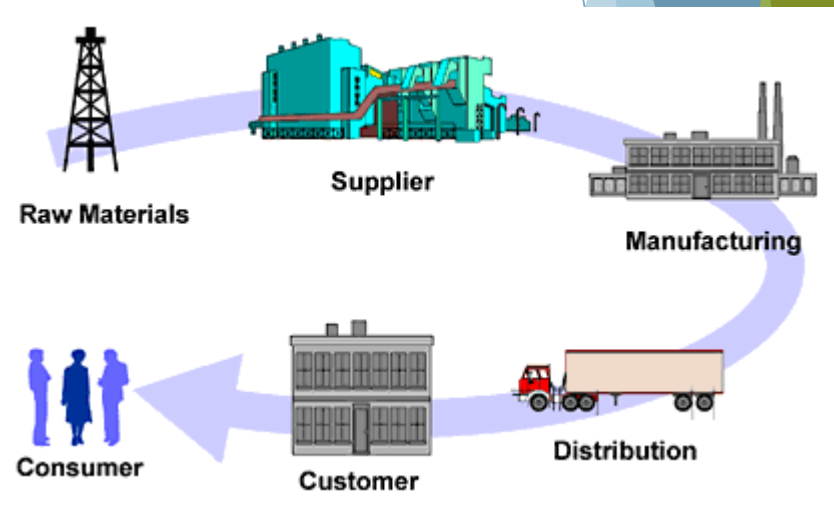 Raw Materials
Supplier
Manufacturing
Distribution
Customer
Consumer